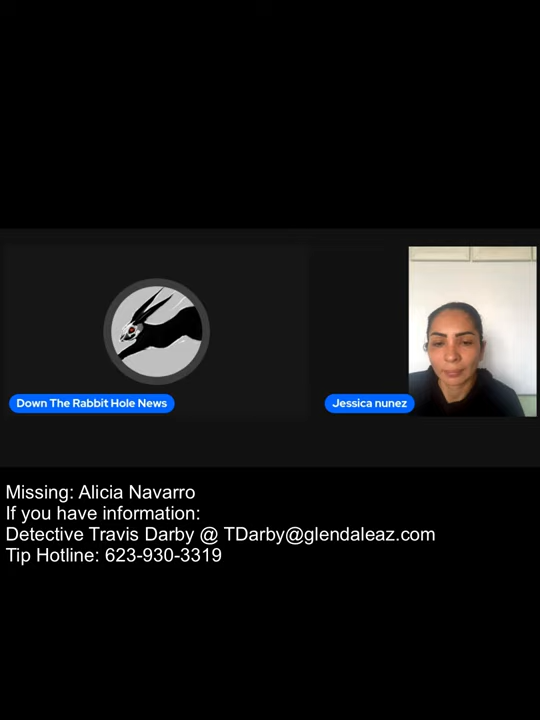 Down The Rabbit Hole News
Jessica nunez
Missing: Alicia Navarro
If you have information:
Detective Travis Darby @ TDarby@glendaleaz.com
Tip Hotline: 623-930-3319